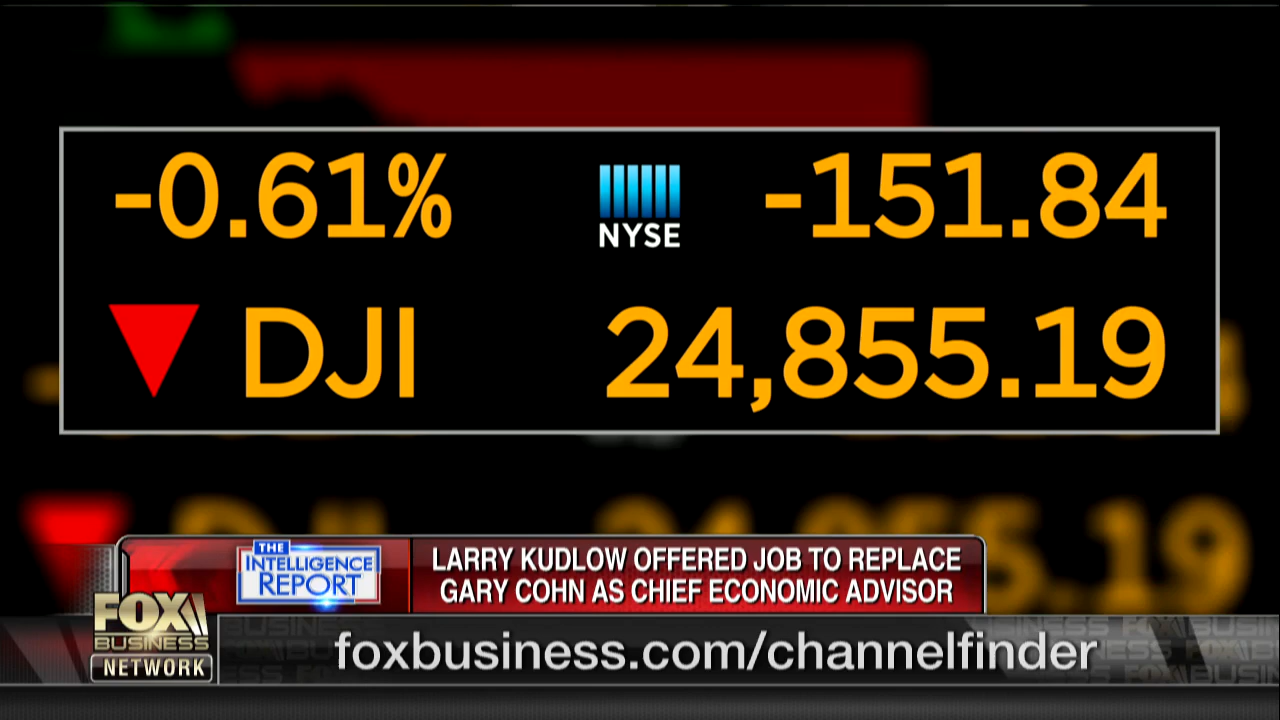 -0.61%
NYSE
-151.84
DJI
24,855.19
THE
INTELLIGENCE
REPORT
LARRY KUDLOW OFFERED JOB TO REPLACE
GARY COHN AS CHIEF ECONOMIC ADVISOR
FOX
BUSINESS
NETWORK
foxbusiness.com/channelfinder